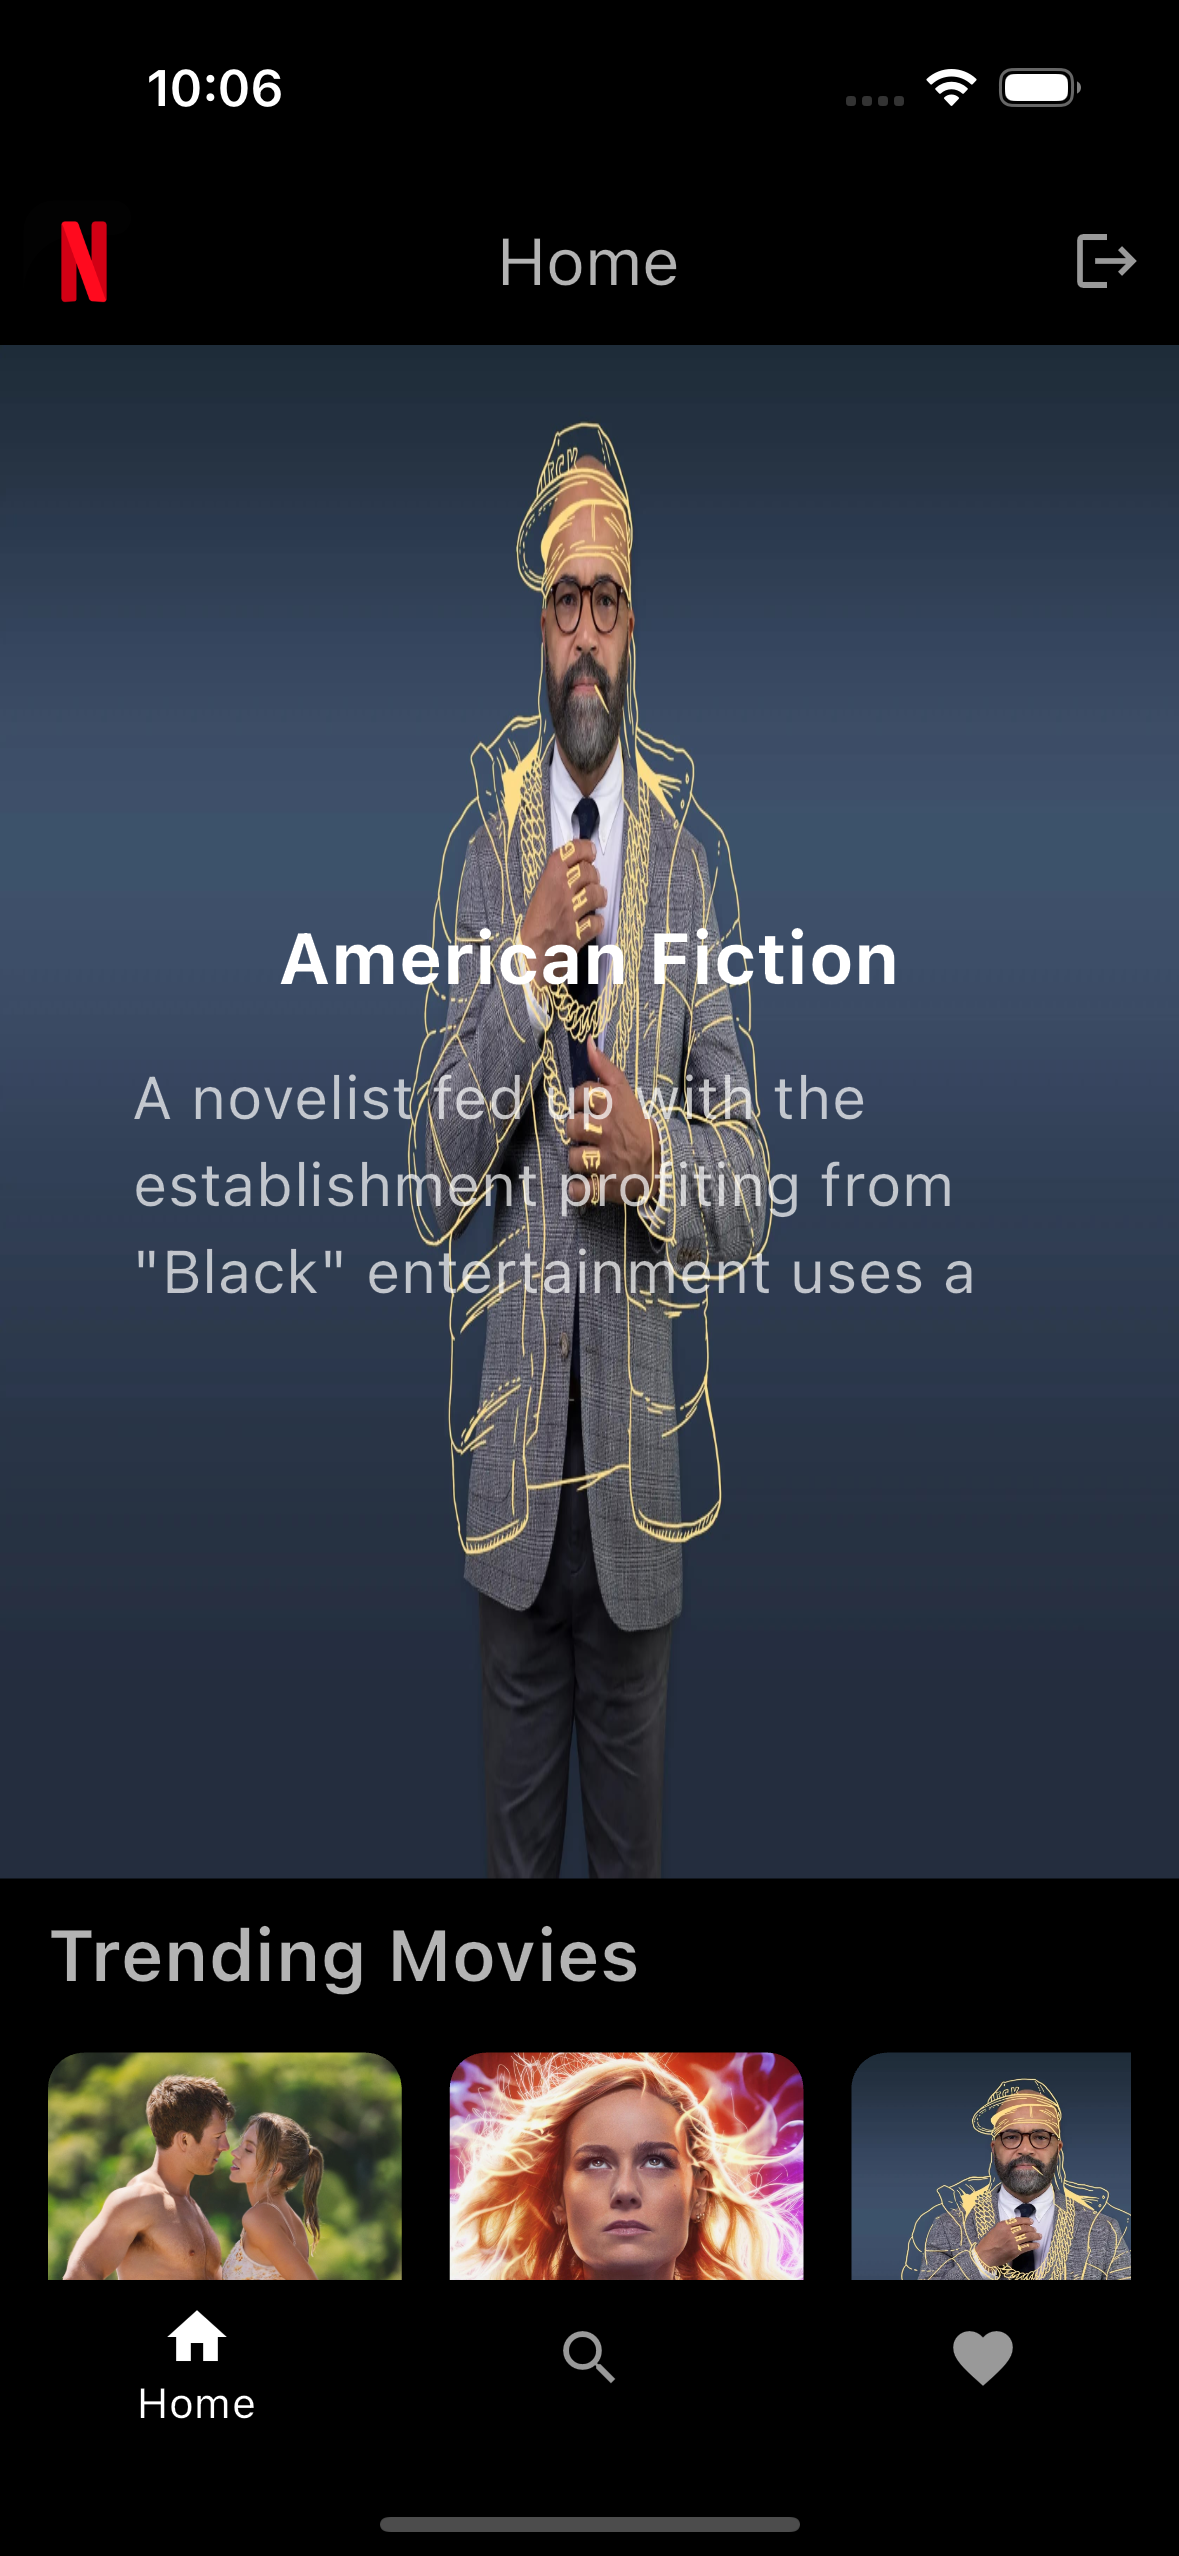 10:06
N
Home
American Fiction
A novelist fed up with the
establishment profiting from
"Black" entertainment uses a
Trending Movies
Home